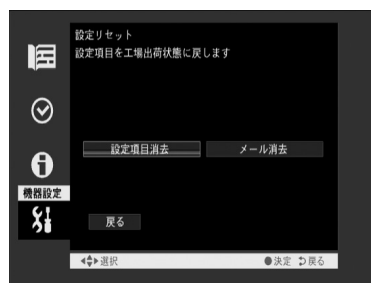 設定リセット
設定項目を工場出荷状態に戻します
設定項目消去 メール消去
機器設定
戻る
選択 ●決定 戻る